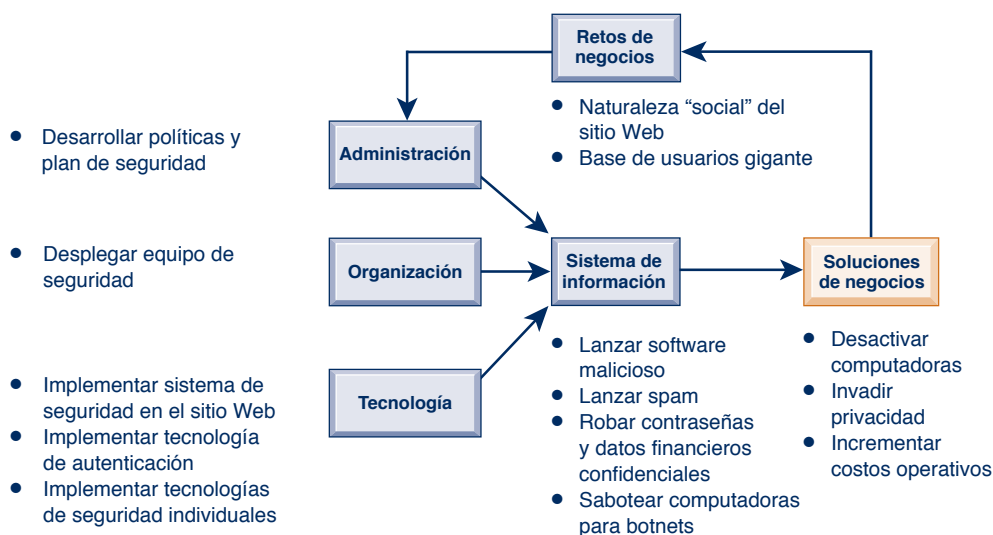 Retos de
negocios
Naturaleza “social” del
sitio Web
Base de usuarios gigante
Desarrollar políticas y
plan de seguridad
Administración
Desplegar equipo de
seguridad
Organización
Sistema de
información
Soluciones
de negocios
Implementar sistema de
seguridad en el sitio Web
Implementar tecnología
de autenticación
Implementar tecnologías
de seguridad individuales
Tecnología
Lanzar software
malicioso
Lanzar spam
Robar contraseñas
y datos financieros
confidenciales
Sabotear computadoras
para botnets
Desactivar
computadoras
Invadir
privacidad
Incrementar
costos operativos